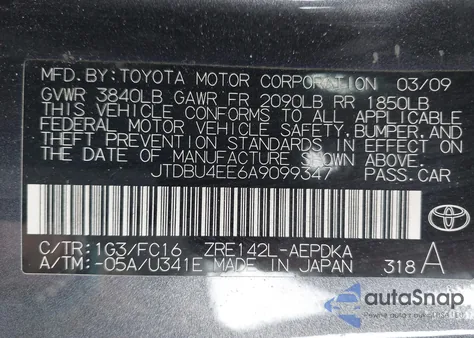 MFD.BY:TOYOTA MOTOR CORPORATION 03/09
GVWR 3840LB GAWR FR 2090LB RR 1850LB
THIS VEHICLE CONFORMS TO ALL APPLICABLE
FEDERAL MOTOR VEHICLE SAFETY,BUMPER,AND
THEFT PREVENTION STANDARDS IN EFFECT ON
THE DATE OF MANUFACTURE SHOWN ABOVE.
JTDBU4EE6A9099347 PASS.CAR
TOYOTA
C/TR:1G3/FC16 ZRE142L-AEPDKA
A/TM:-05A/U341E MADE IN JAPAN 318 A
autoSnap